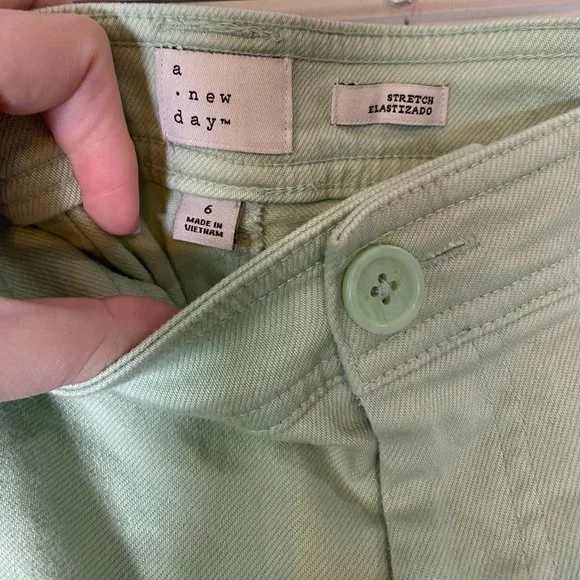 a
·new
day™
STRETCH
ELASTIZADO
6
MADE IN
VIETNAM